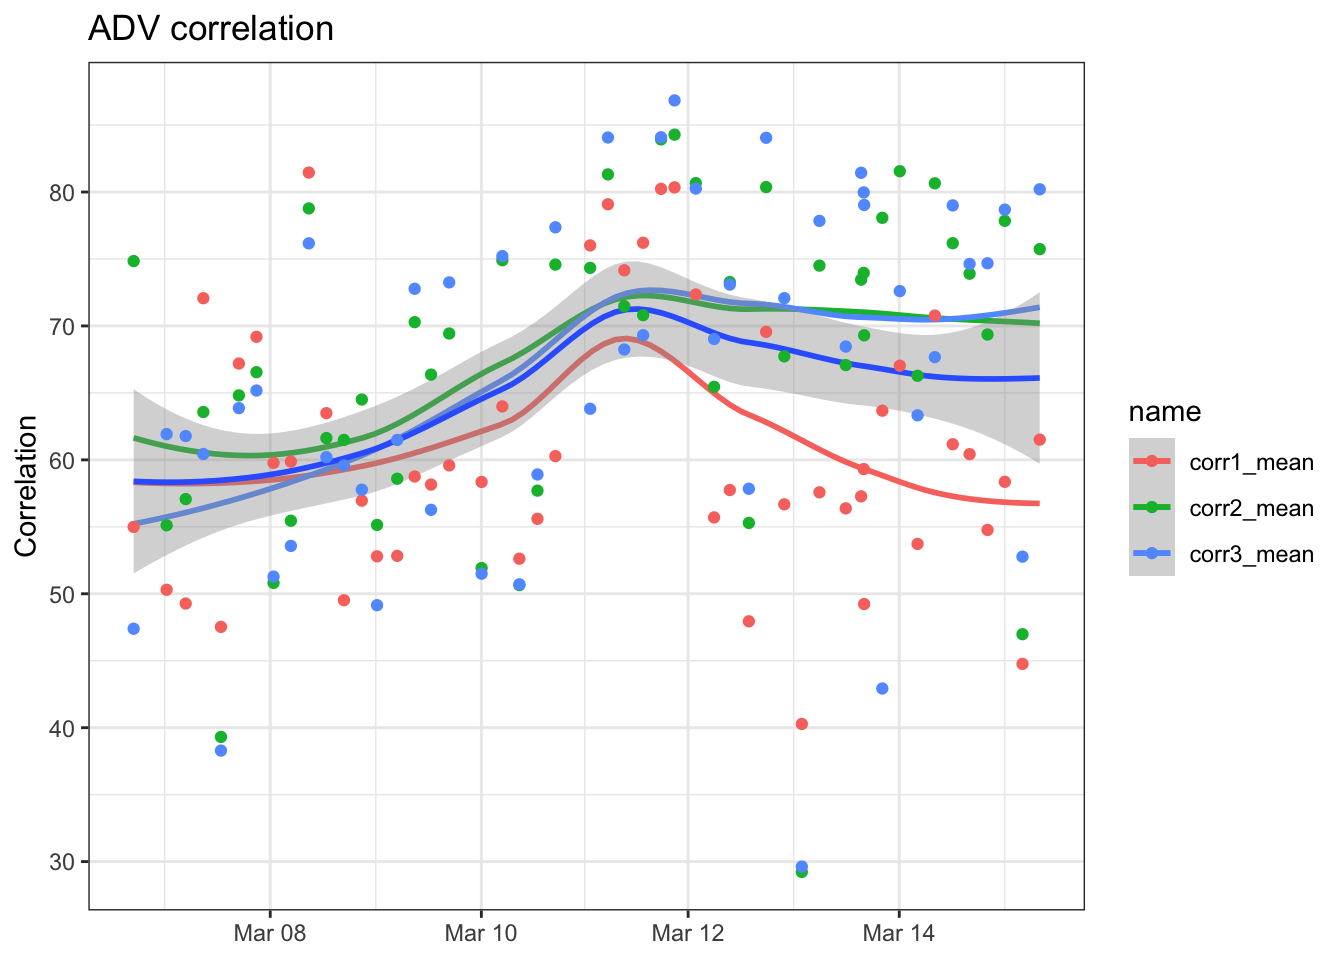 ADV correlation
Correlation
80
70
60
50
40
30
Mar 08
Mar 10
Mar 12
Mar 14
name
corr1_mean
corr2_mean
corr3_mean